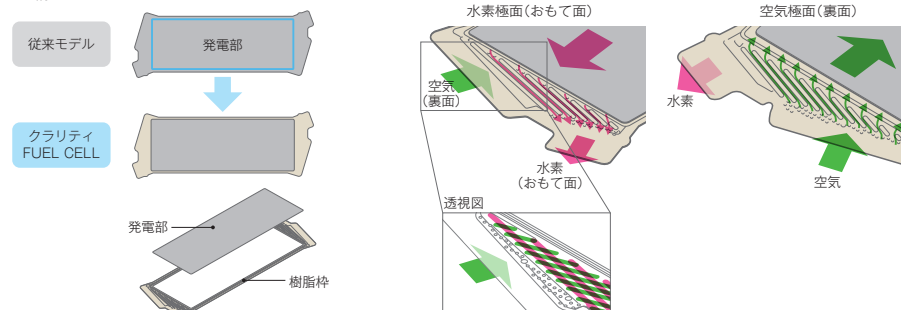 従来モデル
発電部
クラリティ
FUEL CELL
発電部
樹脂枠
水素極面（おもて面）
空気
（裏面）
水素
（おもて面）
透視図
空気極面（裏面）
水素
空気